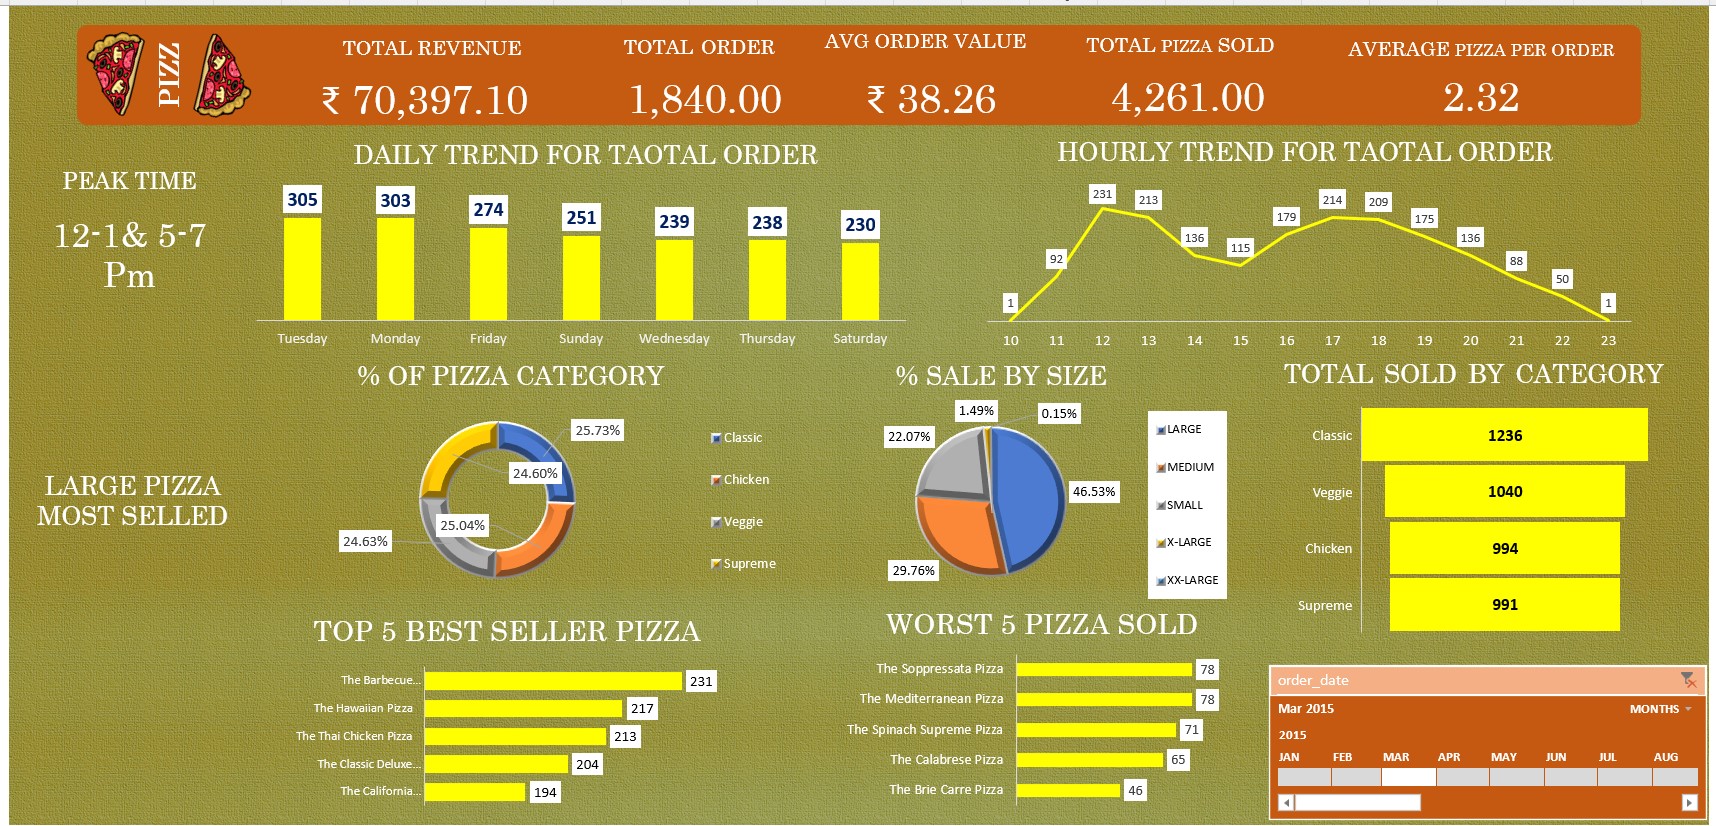 PIZZ
TOTAL REVENUE
₹ 70,397.10
TOTAL ORDER
1,840.00
AVG ORDER VALUE
₹ 38.26
TOTAL PIZZA SOLD
4,261.00
AVERAGE PIZZA PER ORDER
2.32
PEAK TIME
12-1& 5-7
Pm
DAILY TREND FOR TAOTAL ORDER
305
303
274
251
239
238
230
Tuesday
Monday
Friday
Sunday
Wednesday
Thursday
Saturday
HOURLY TREND FOR TAOTAL ORDER
1
92
231
213
136
115
179
214
209
175
136
88
50
1
10
11
12
13
14
15
16
17
18
19
20
21
22
23
LARGE PIZZA
MOST SELLED
% OF PIZZA CATEGORY
25.73%
24.60%
25.04%
24.63%
Classic
Chicken
Veggie
Supreme
% SALE BY SIZE
1.49%
0.15%
22.07%
46.53%
29.76%
LARGE
MEDIUM
SMALL
X-LARGE
XX-LARGE
TOTAL SOLD BY CATEGORY
Classic 1236
Veggie 1040
Chicken 994
Supreme 991
TOP 5 BEST SELLER PIZZA
The Barbecue... 231
The Hawaiian Pizza 217
The Thai Chicken Pizza 213
The Classic Deluxe... 204
The California... 194
WORST 5 PIZZA SOLD
The Soppressata Pizza 78
The Mediterranean Pizza 78
The Spinach Supreme Pizza 71
The Calabrese Pizza 65
The Brie Carre Pizza 46
order_date
Mar 2015 MONTHS
2015
JAN FEB MAR APR MAY JUN JUL AUG